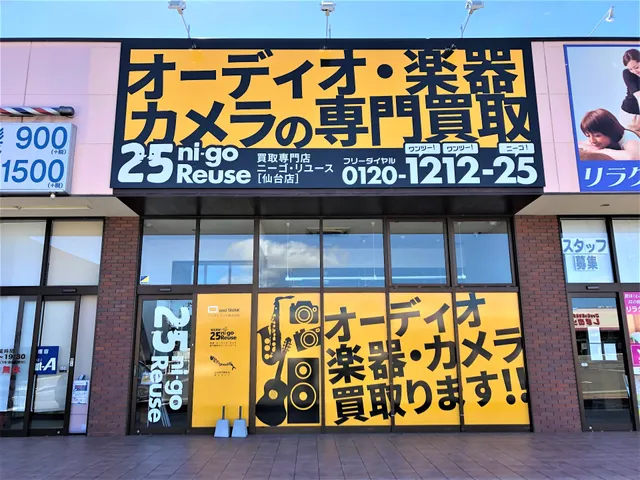 オーディオ・楽器
カメラの専門買取
25 ni-go Reuse
買取専門店
ニーゴ・リユース
[仙台店]
フリーダイヤル
ワンツー! ワンツー! ニーゴ!
0120-1212-25
900
1500
リラク
スタッフ
募集
25 ni-go Reuse
25 ni-go Reuse
オーディオ
楽器・カメラ
買取ります!!